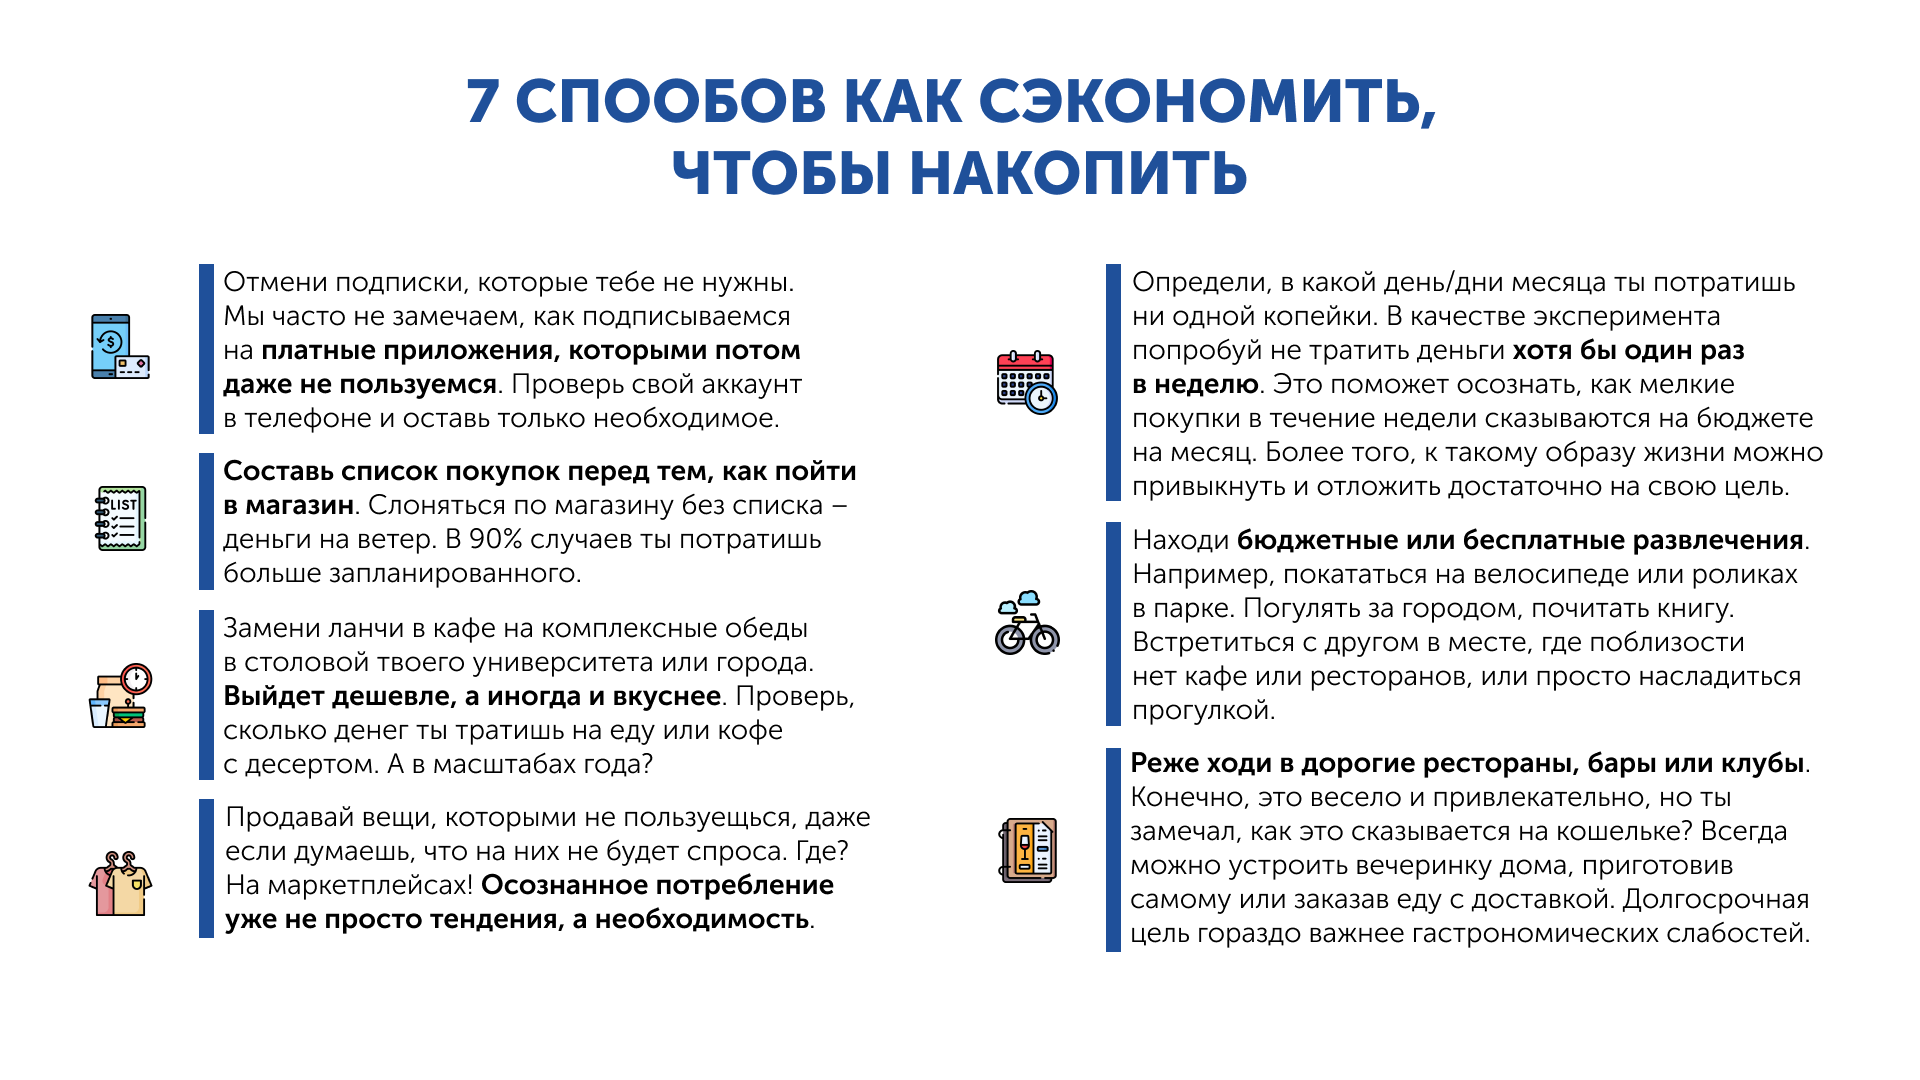 7 СПООБОВ КАК СЭКОНОМИТЬ,
ЧТОБЫ НАКОПИТЬ
Отмени подписки, которые тебе не нужны.
Мы часто не замечаем, как подписываемся
на платные приложения, которыми потом
даже не пользуемся. Проверь свой аккаунт
в телефоне и оставь только необходимое.
LIST
Составь список покупок перед тем, как пойти
в магазин. Слоняться по магазину без списка –
деньги на ветер. В 90% случаев ты потратишь
больше запланированного.
Замени ланчи в кафе на комплексные обеды
в столовой твоего университета или города.
Выйдет дешевле, а иногда и вкуснее. Проверь,
сколько денег ты тратишь на еду или кофе
с десертом. А в масштабах года?
Продавай вещи, которыми не пользуещься, даже
если думаешь, что на них не будет спроса. Где?
На маркетплейсах! Осознанное потребление
уже не просто тендения, а необходимость.
Определи, в какой день/дни месяца ты потратишь
ни одной копейки. В качестве эксперимента
попробуй не тратить деньги хотя бы один раз
в неделю. Это поможет осознать, как мелкие
покупки в течение недели сказываются на бюджете
на месяц. Более того, к такому образу жизни можно
привыкнуть и отложить достаточно на свою цель.
Находи бюджетные или бесплатные развлечения.
Например, покататься на велосипеде или роликах
в парке. Погулять за городом, почитать книгу.
Встретиться с другом в месте, где поблизости
нет кафе или ресторанов, или просто насладиться
прогулкой.
Реже ходи в дорогие рестораны, бары или клубы.
Конечно, это весело и привлекательно, но ты
замечал, как это сказывается на кошельке? Всегда
можно устроить вечеринку дома, приготовив
самому или заказав еду с доставкой. Долгосрочная
цель гораздо важнее гастрономических слабостей.